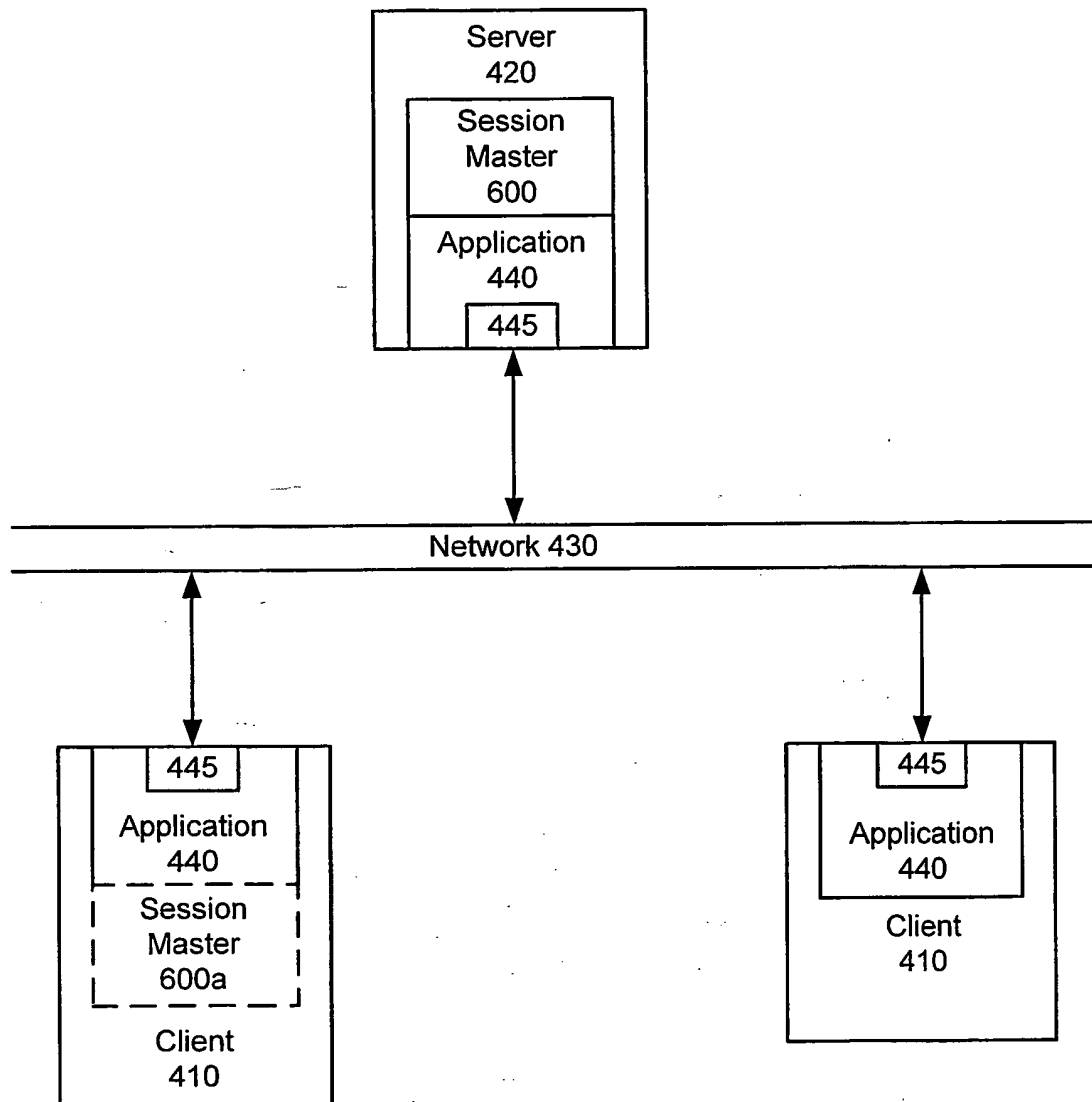 Server
420
Session
Master
600
Application
440
445
Network 430
445
Application
440
Session
Master
600a
Client
410
445
Application
440
Client
410